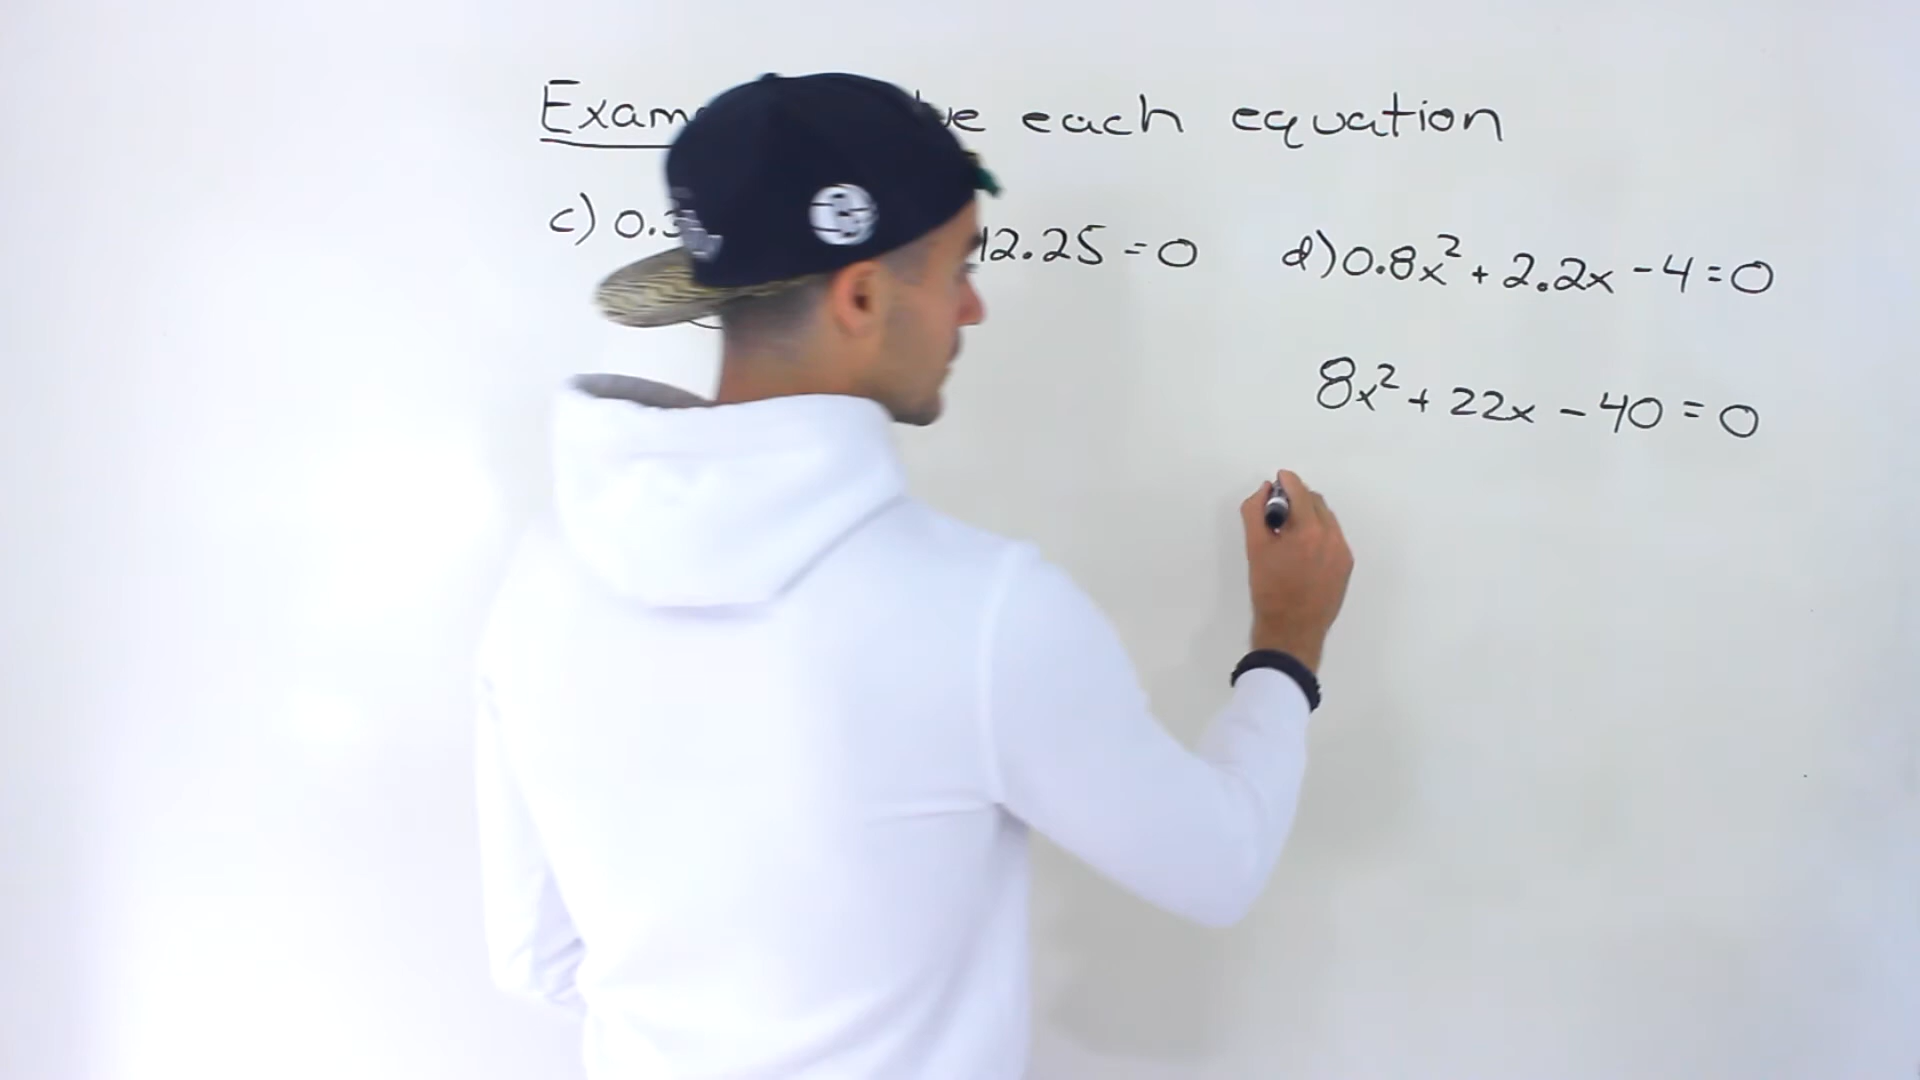 Exam each equation
c) 0.3 12.25 = 0
d) 0.8x² + 2.2x - 4 = 0
8x² + 22x - 40 = 0